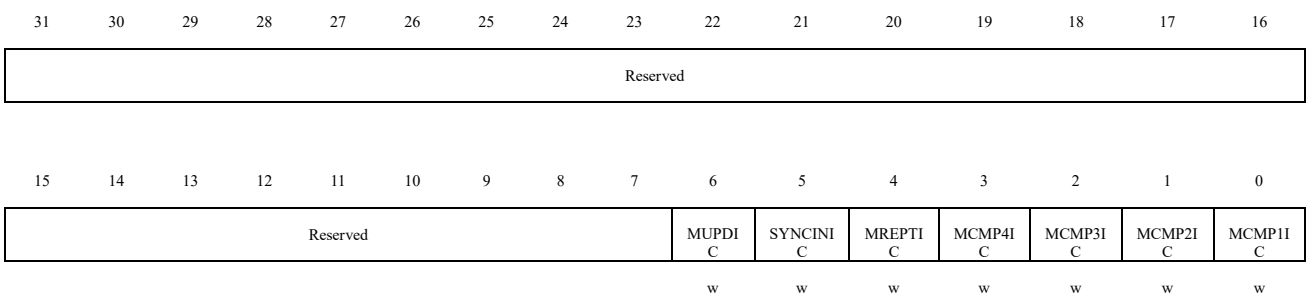 31 30 29 28 27 26 25 24 23 22 21 20 19 18 17 16
Reserved
15 14 13 12 11 10 9 8 7 6 5 4 3 2 1 0
Reserved MUPDI SYNCINI MREPTI MCMP4I MCMP3I MCMP2I MCMP1I
C C C C C C C
w w w w w w w